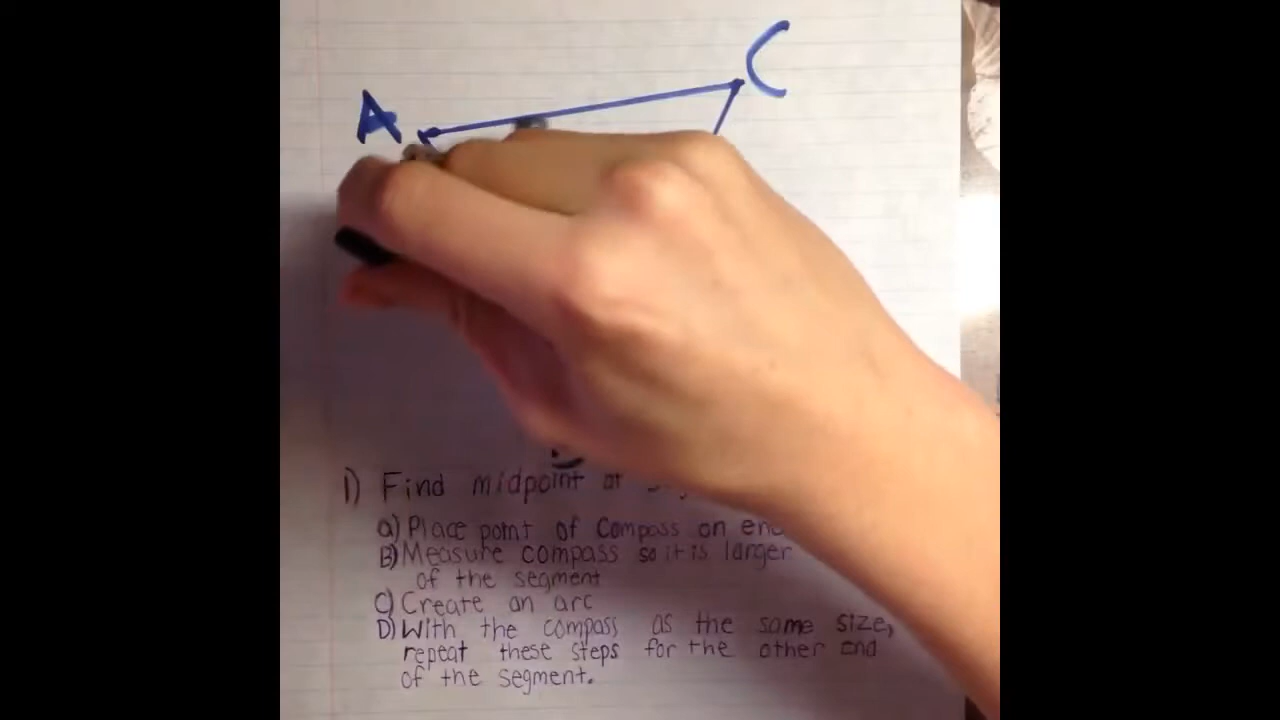 A
C
1) Find midpoint of
a) Place point of Compass on
B) Measure compass so it is larger
of the segment
C) Create an arc
D) With the compass as the same size,
repeat these steps for the other end
of the segment.